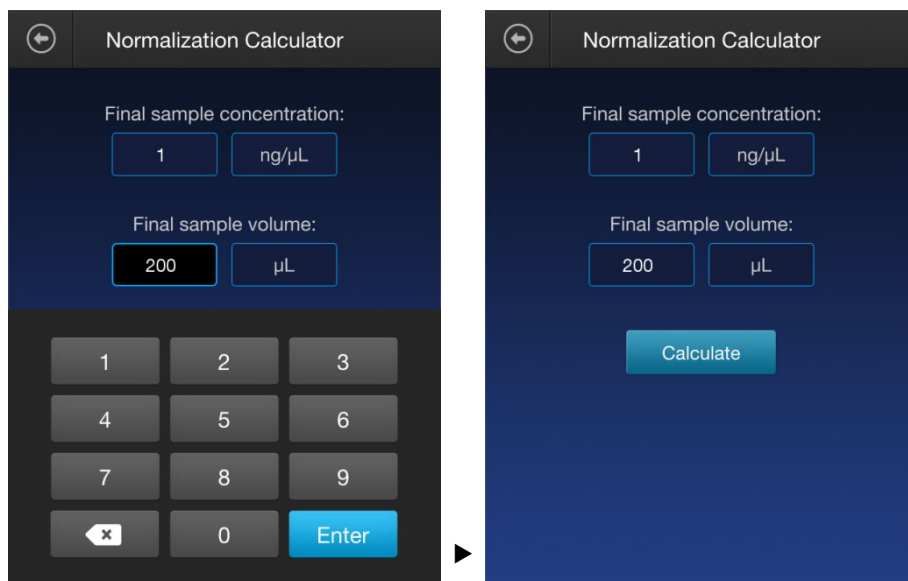 Normalization Calculator
Final sample concentration:
1 ng/µL
Final sample volume:
200 µL
1 2 3
4 5 6
7 8 9
0 Enter
Normalization Calculator
Final sample concentration:
1 ng/µL
Final sample volume:
200 µL
Calculate